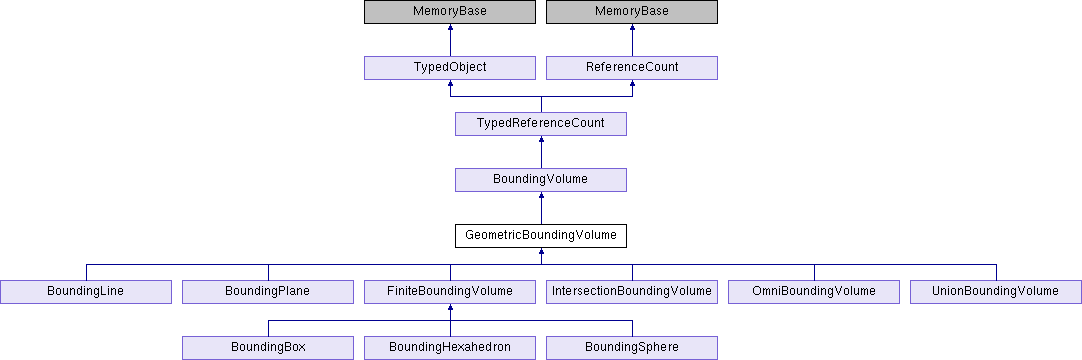 MemoryBase MemoryBase
TypedObject ReferenceCount
TypedReferenceCount
BoundingVolume
GeometricBoundingVolume
BoundingLine BoundingPlane FiniteBoundingVolume IntersectionBoundingVolume OmniBoundingVolume UnionBoundingVolume
BoundingBox BoundingHexahedron BoundingSphere